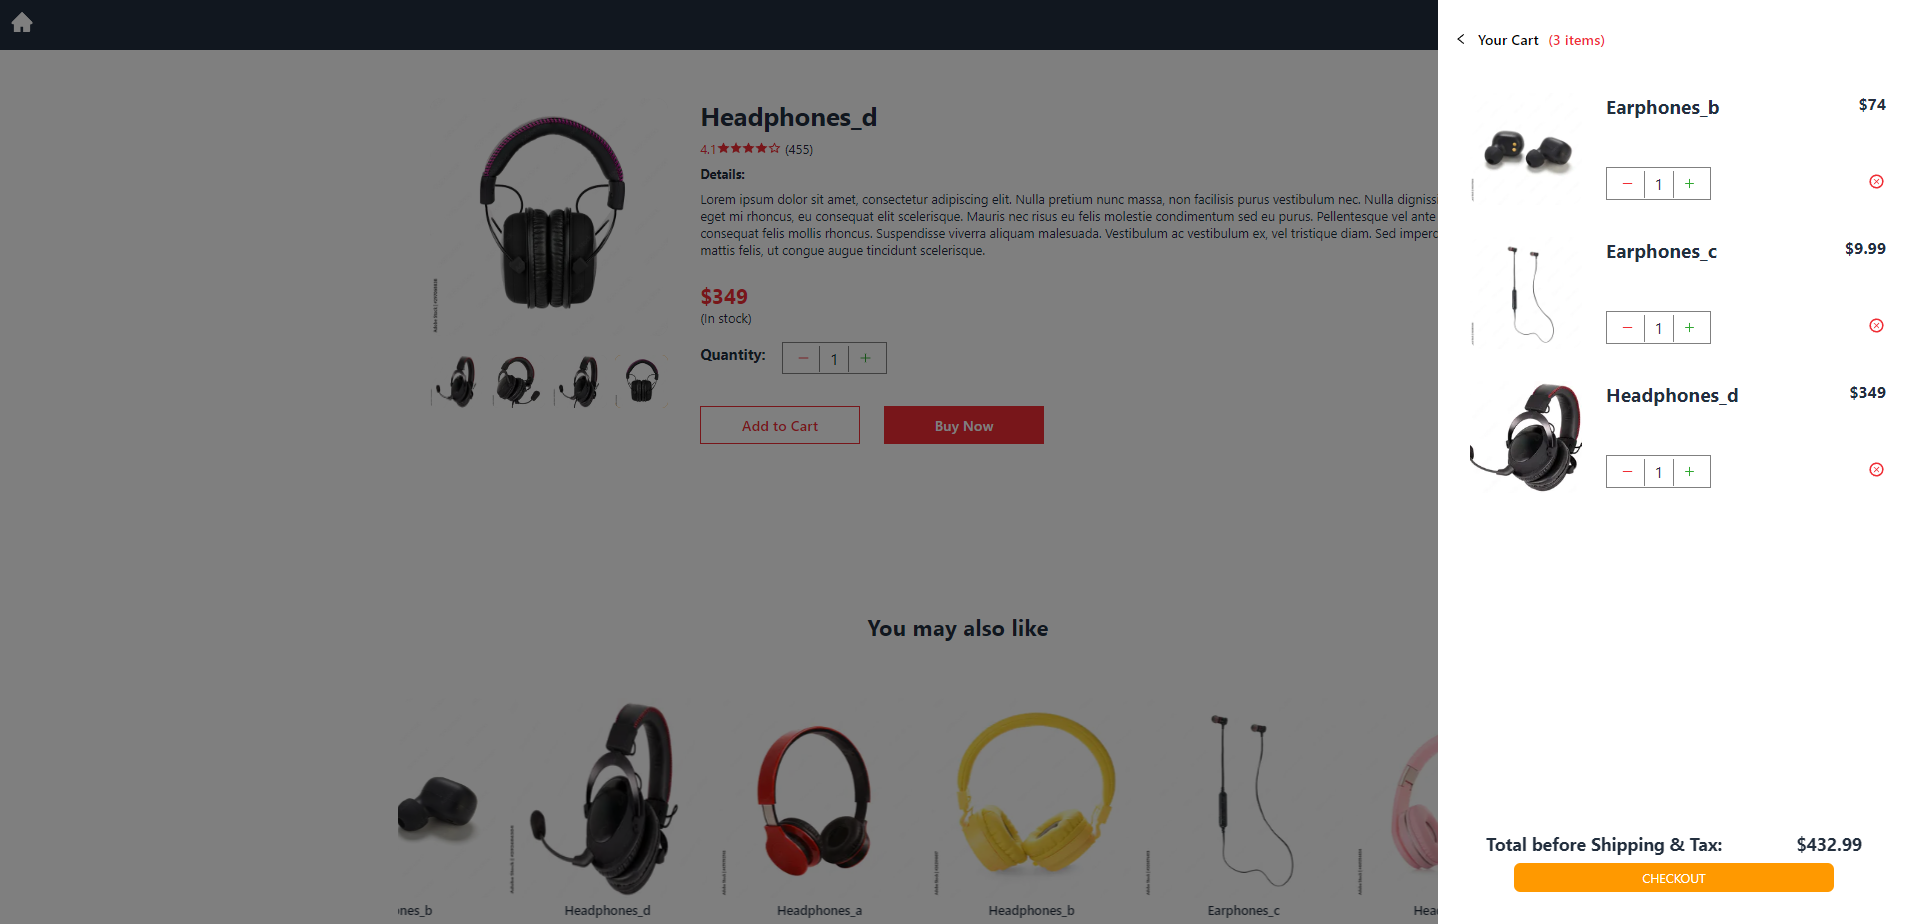 Headphones_d
4.1 ★★★★☆ (455)
Details:
Lorem ipsum dolor sit amet, consectetur adipiscing elit. Nulla pretium nunc massa, non facilisis purus vestibulum nec. Nulla
eget mi rhoncus, eu consequat elit scelerisque. Mauris nec risus eu felis molestie condimentum sed eu purus. Pellentesque vel ante
consequat felis mollis rhoncus. Suspendisse viverra aliquam malesuada. Vestibulum ac vestibulum ex, vel tristique diam. Sed
mattis felis, ut congue augue tincidunt scelerisque.
$349
(In stock)
Quantity: − 1 +
Add to Cart
Buy Now
You may also like
Headphones_d
Headphones_a
Headphones_b
Earphones_c
Your Cart (3 items)
Earphones_b $74
− 1 +
Earphones_c $9.99
− 1 +
Headphones_d $349
− 1 +
Total before Shipping & Tax: $432.99
CHECKOUT